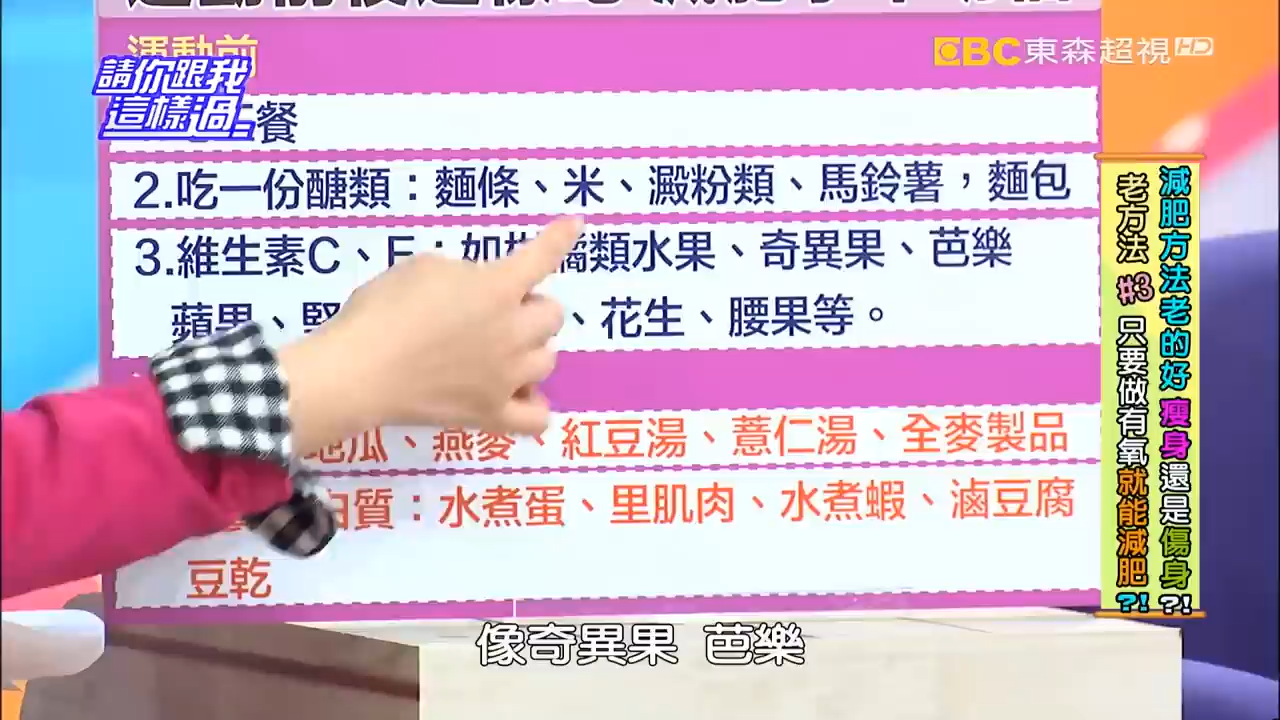 運動前
EBC東森超視HD
請你跟我
這樣過
餐
2.吃一份醣類：麵條、米、澱粉類、馬鈴薯，麵包
3.維生素C、E：如柑橘類水果、奇異果、芭樂
蘋果、堅、花生、腰果等。
地瓜、燕麥、紅豆湯、薏仁湯、全麥製品
白質：水煮蛋、里肌肉、水煮蝦、滷豆腐
豆乾
減肥方法老的好 瘦身還是傷身?!
老方法 #3 只要做有氧就能減肥?!
像奇異果 芭樂